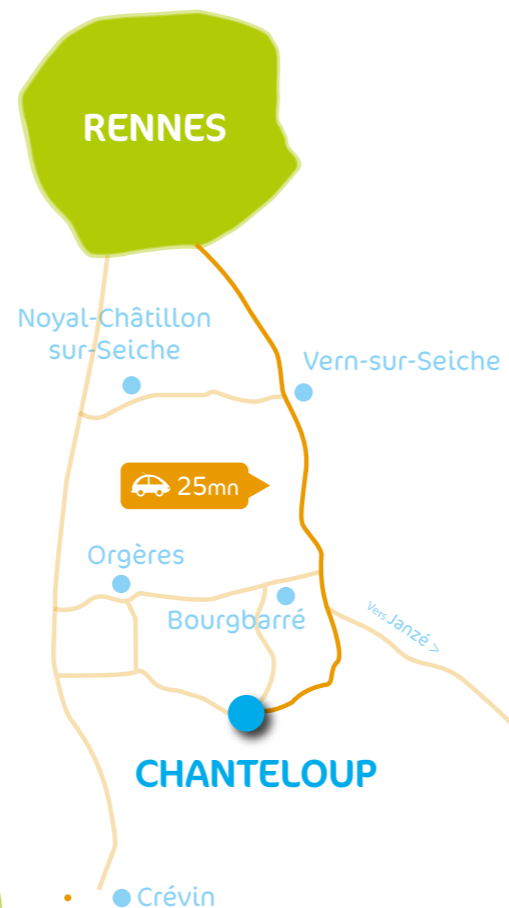 RENNES
Noyal-Châtillon
sur-Seiche
Vern-sur-Seiche
25mn
Orgères
Bourgbarré
Vers Janzé >
CHANTELOUP
Crévin